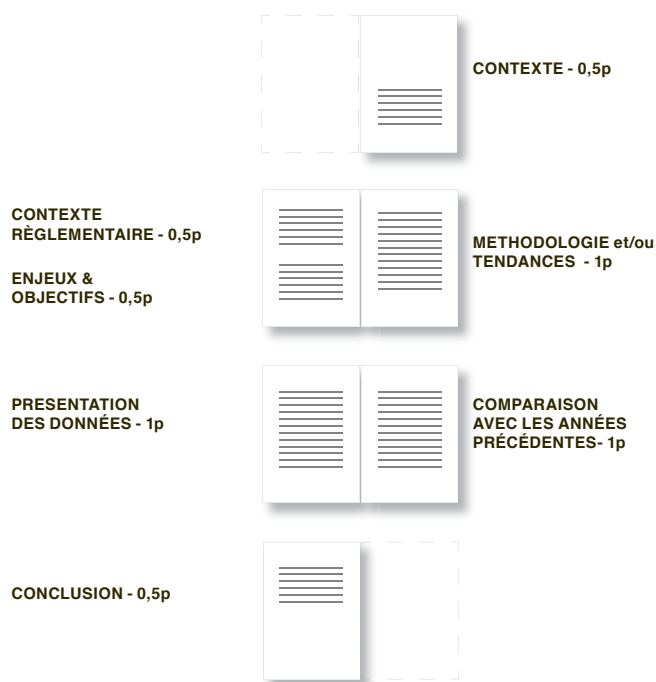 CONTEXTE - 0,5p
CONTEXTE
RÈGLEMENTAIRE - 0,5p
ENJEUX &
OBJECTIFS - 0,5p
METHODOLOGIE et/ou
TENDANCES - 1p
PRESENTATION
DES DONNÉES - 1p
COMPARAISON
AVEC LES ANNÉES
PRÉCÉDENTES- 1p
CONCLUSION - 0,5p